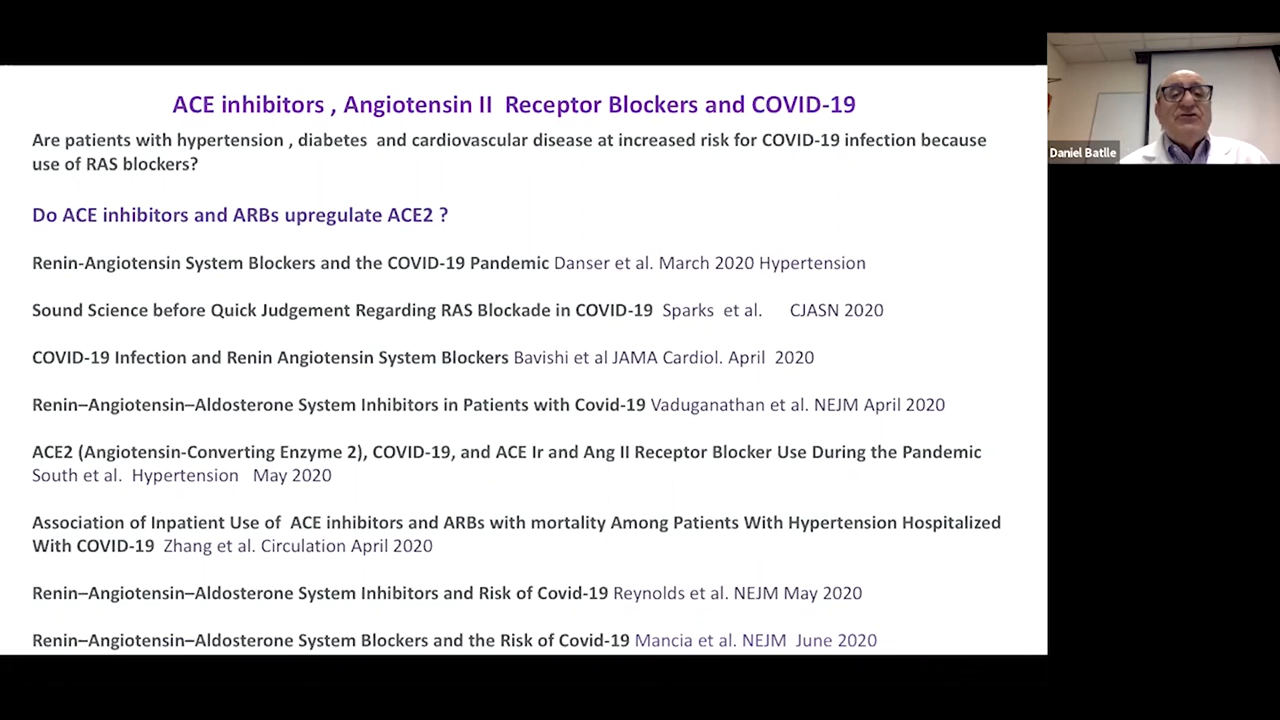 ACE inhibitors , Angiotensin II Receptor Blockers and COVID-19
Are patients with hypertension , diabetes and cardiovascular disease at increased risk for COVID-19 infection because
use of RAS blockers?
Do ACE inhibitors and ARBs upregulate ACE2 ?
Renin-Angiotensin System Blockers and the COVID-19 Pandemic Danser et al. March 2020 Hypertension
Sound Science before Quick Judgement Regarding RAS Blockade in COVID-19 Sparks et al. CJASN 2020
COVID-19 Infection and Renin Angiotensin System Blockers Bavishi et al JAMA Cardiol. April 2020
Renin–Angiotensin–Aldosterone System Inhibitors in Patients with Covid-19 Vaduganathan et al. NEJM April 2020
ACE2 (Angiotensin-Converting Enzyme 2), COVID-19, and ACE Ir and Ang II Receptor Blocker Use During the Pandemic
South et al. Hypertension May 2020
Association of Inpatient Use of ACE inhibitors and ARBs with mortality Among Patients With Hypertension Hospitalized
With COVID-19 Zhang et al. Circulation April 2020
Renin–Angiotensin–Aldosterone System Inhibitors and Risk of Covid-19 Reynolds et al. NEJM May 2020
Renin–Angiotensin–Aldosterone System Blockers and the Risk of Covid-19 Mancia et al. NEJM June 2020
Daniel Batlle